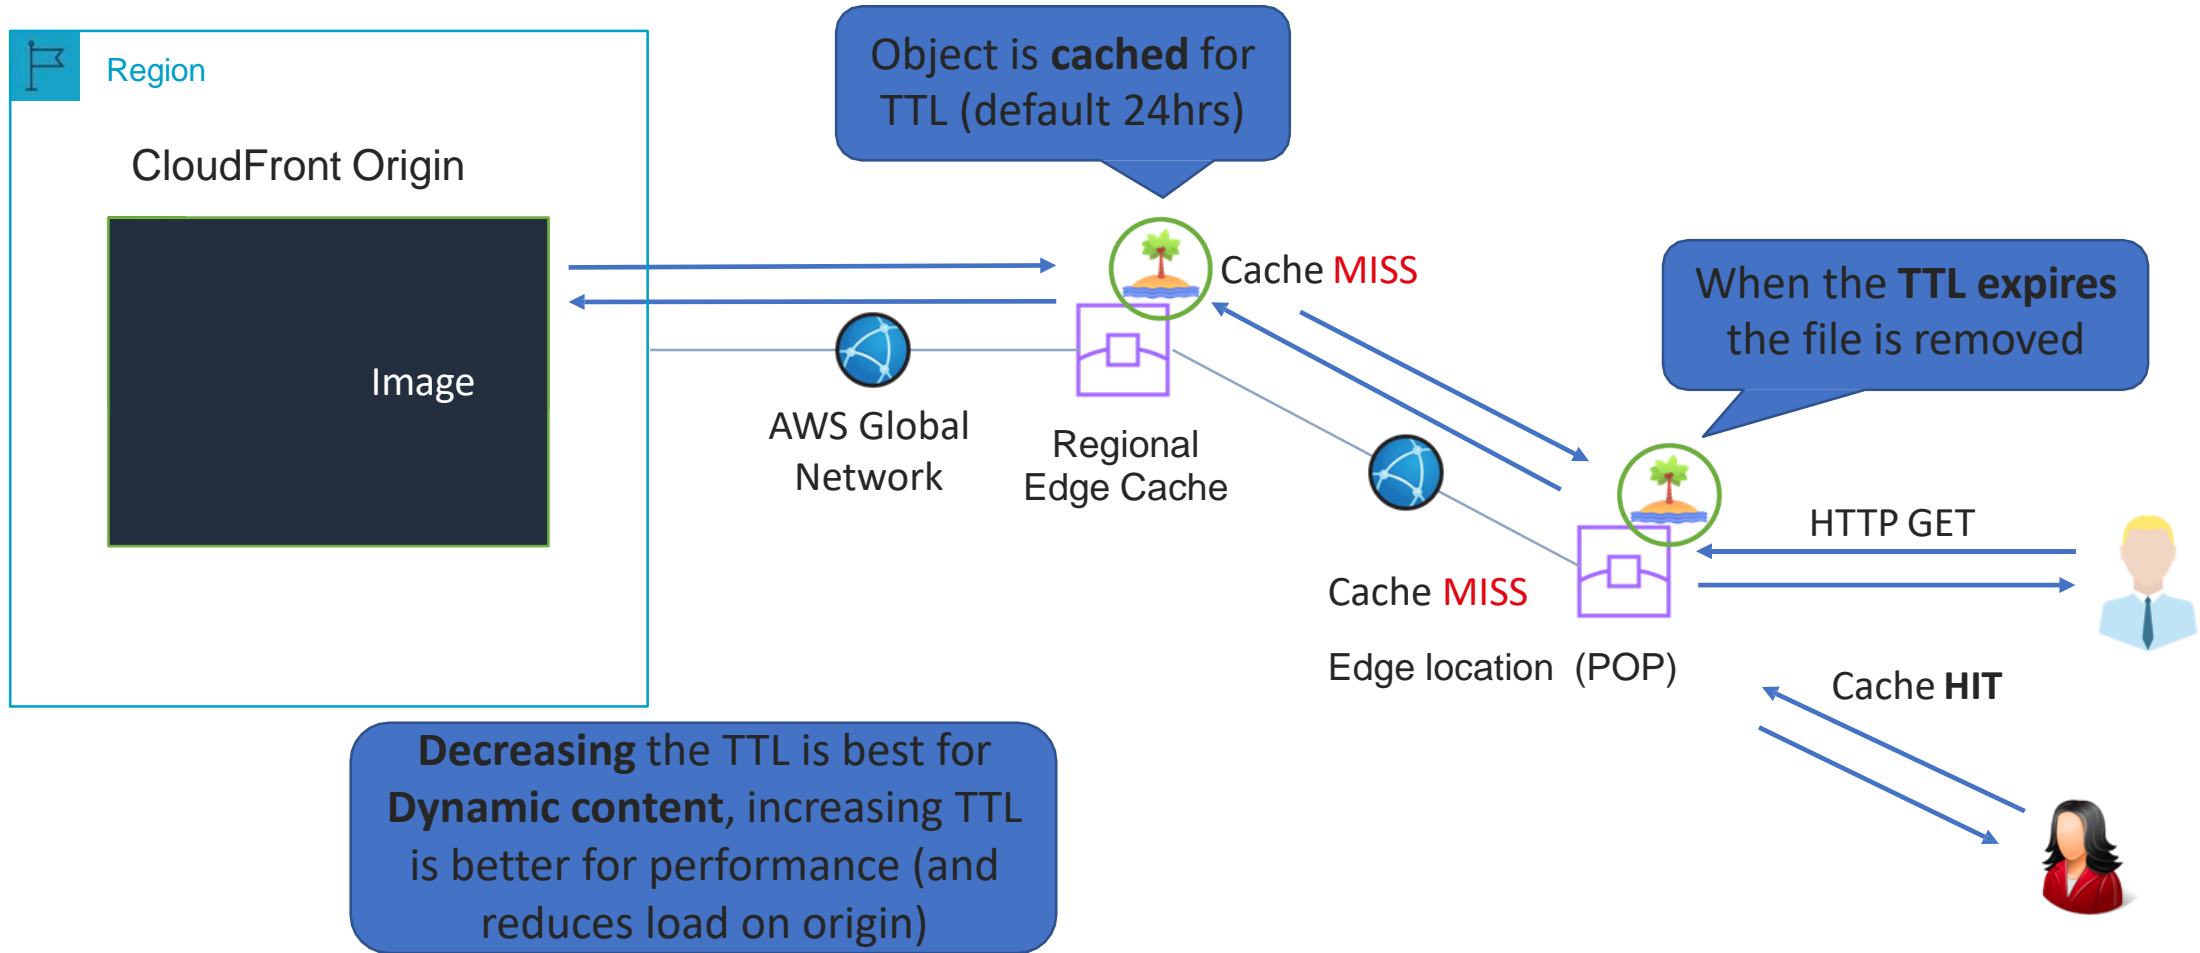 Region
CloudFront Origin
Image
Object is cached for
TTL (default 24hrs)
Cache MISS
AWS Global
Network
Regional
Edge Cache
When the TTL expires
the file is removed
HTTP GET
Cache MISS
Edge location (POP)
Cache HIT
Decreasing the TTL is best for
Dynamic content, increasing TTL
is better for performance (and
reduces load on origin)